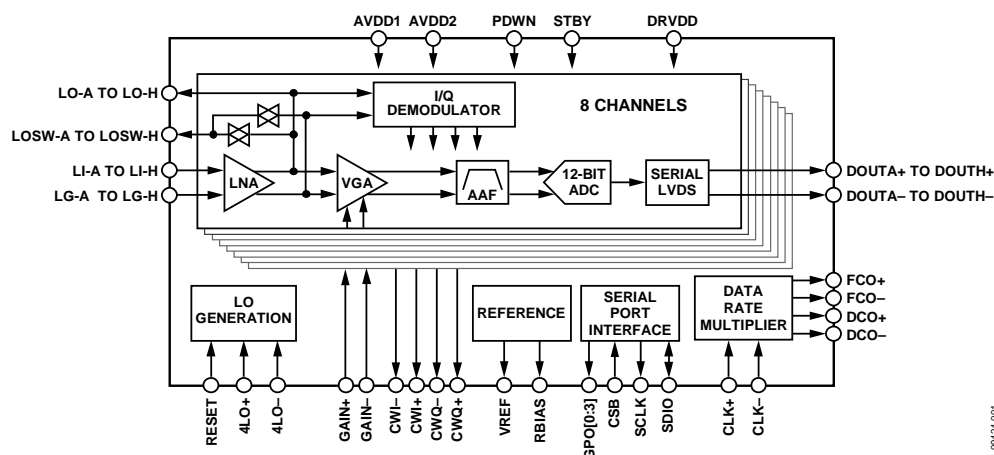 AVDD1 AVDD2 PDWN STBY DRVDD
LO-A TO LO-H
LOSW-A TO LOSW-H
LI-A TO LI-H
LG-A TO LG-H
I/Q
DEMODULATOR
8 CHANNELS
LNA
VGA
AAF
12-BIT
ADC
SERIAL
LVDS
DOUTA+ TO DOUTH+
DOUTA– TO DOUTH–
LO
GENERATION
REFERENCE
SERIAL
PORT
INTERFACE
DATA
RATE
MULTIPLIER
FCO+
FCO–
DCO+
DCO–
RESET
4LO+
4LO–
GAIN+
GAIN–
CWI–
CWI+
CWQ–
CWQ+
VREF
RBIAS
GPO[0:3]
CSB
SCLK
SDIO
CLK+
CLK–